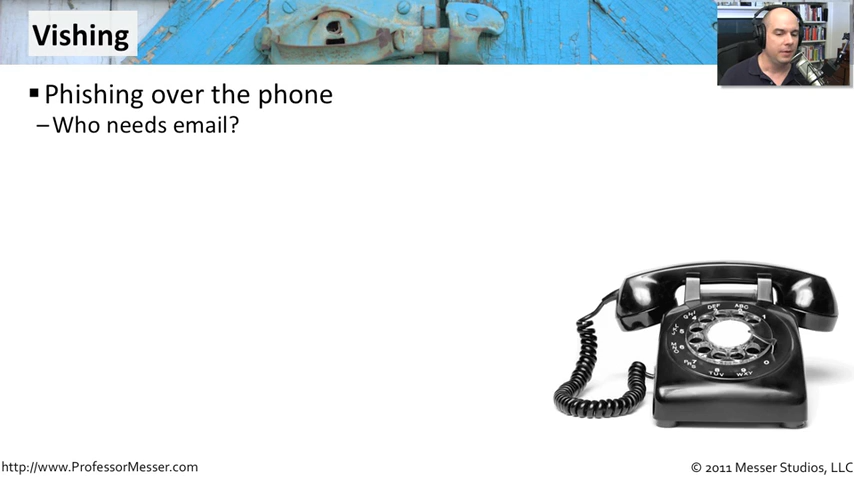 Vishing
▪ Phishing over the phone
– Who needs email?
http://www.ProfessorMesser.com
© 2011 Messer Studios, LLC